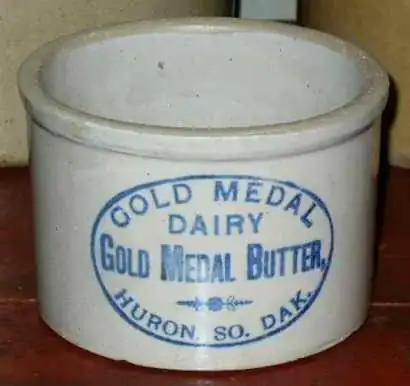 GOLD MEDAL
DAIRY
GOLD MEDAL BUTTER,
HURON, SO. DAK.